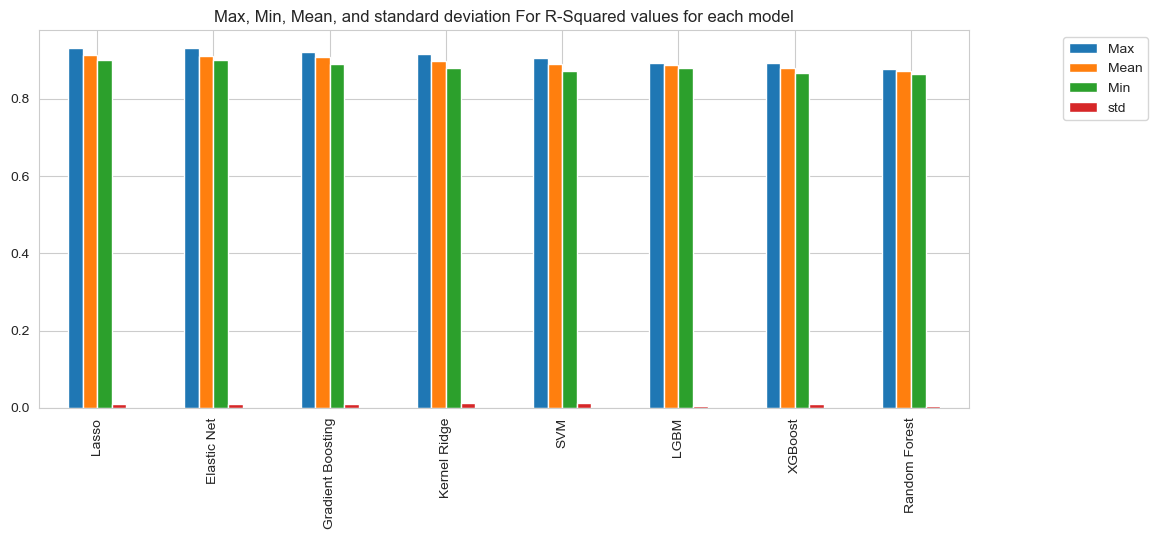 Max, Min, Mean, and standard deviation For R-Squared values for each model
Max
Mean
Min
std
0.8
0.6
0.4
0.2
0.0
Lasso
Elastic Net
Gradient Boosting
Kernel Ridge
SVM
LGBM
XGBoost
Random Forest